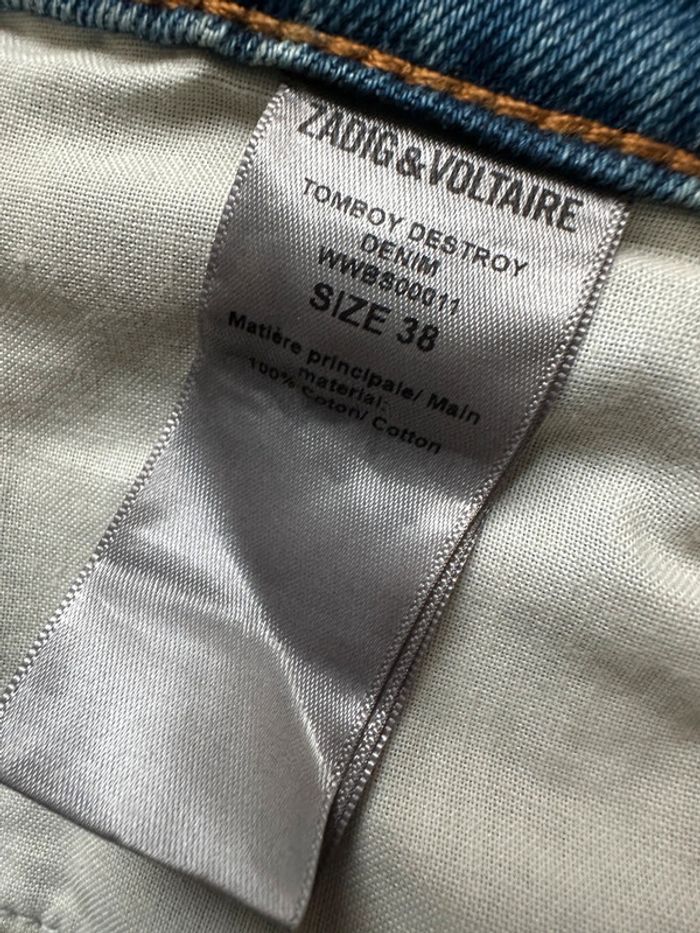 ZADIG&VOLTAIRE
TOMBOY DESTROY
DENIM
WWBS00011
SIZE 38
Matière principale/ Main
material:
100% Coton/ Cotton